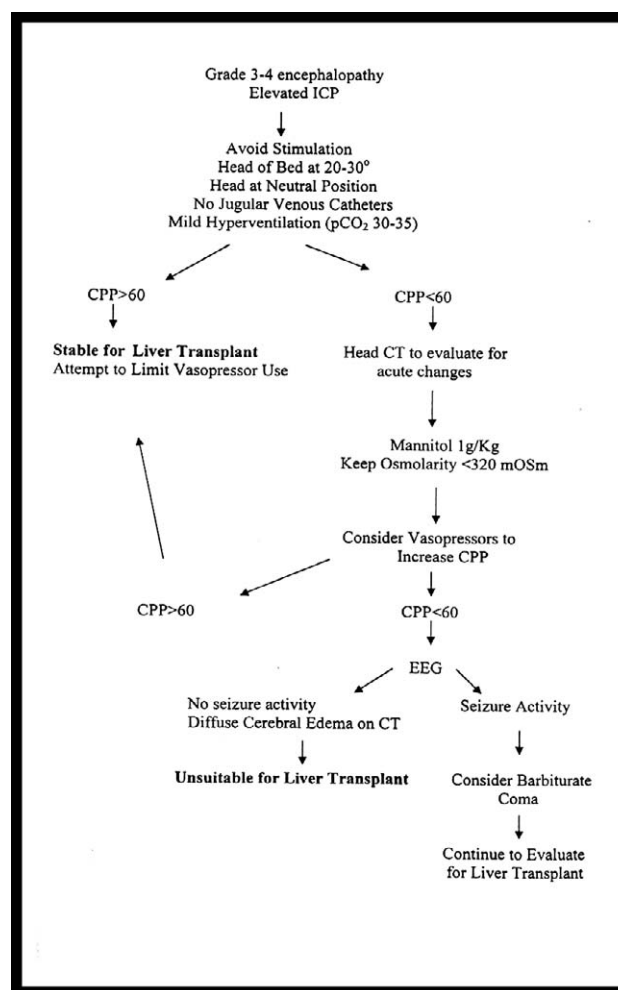 Grade 3-4 encephalopathy
Elevated ICP
Avoid Stimulation
Head of Bed at 20-30°
Head at Neutral Position
No Jugular Venous Catheters
Mild Hyperventilation (pCO₂ 30-35)
CPP>60
CPP<60
Stable for Liver Transplant
Attempt to Limit Vasopressor Use
Head CT to evaluate for
acute changes
Mannitol 1g/Kg
Keep Osmolarity <320 mOSm
Consider Vasopressors to
Increase CPP
CPP>60
CPP<60
EEG
No seizure activity
Diffuse Cerebral Edema on CT
Seizure Activity
Unsuitable for Liver Transplant
Consider Barbiturate
Coma
Continue to Evaluate
for Liver Transplant